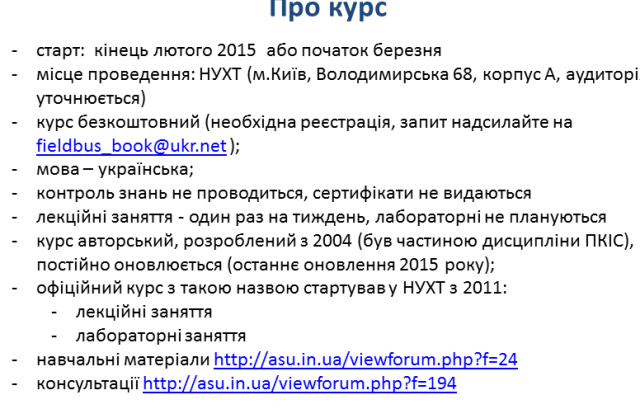 Про курс
- старт: кінець лютого 2015 або початок березня
- місце проведення: НУХТ (м.Київ, Володимирська 68, корпус А, аудиторі
уточнюється)
- курс безкоштовний (необхідна реєстрація, запит надсилайте на
fieldbus_book@ukr.net );
- мова – українська;
- контроль знань не проводиться, сертифікати не видаються
- лекційні заняття - один раз на тиждень, лабораторні не плануються
- курс авторський, розроблений з 2004 (був частиною дисципліни ПКІС),
постійно оновлюється (останнє оновлення 2015 року);
- офіційний курс з такою назвою стартував у НУХТ з 2011:
- лекційні заняття
- лабораторні заняття
- навчальні матеріали http://asu.in.ua/viewforum.php?f=24
- консультації http://asu.in.ua/viewforum.php?f=194